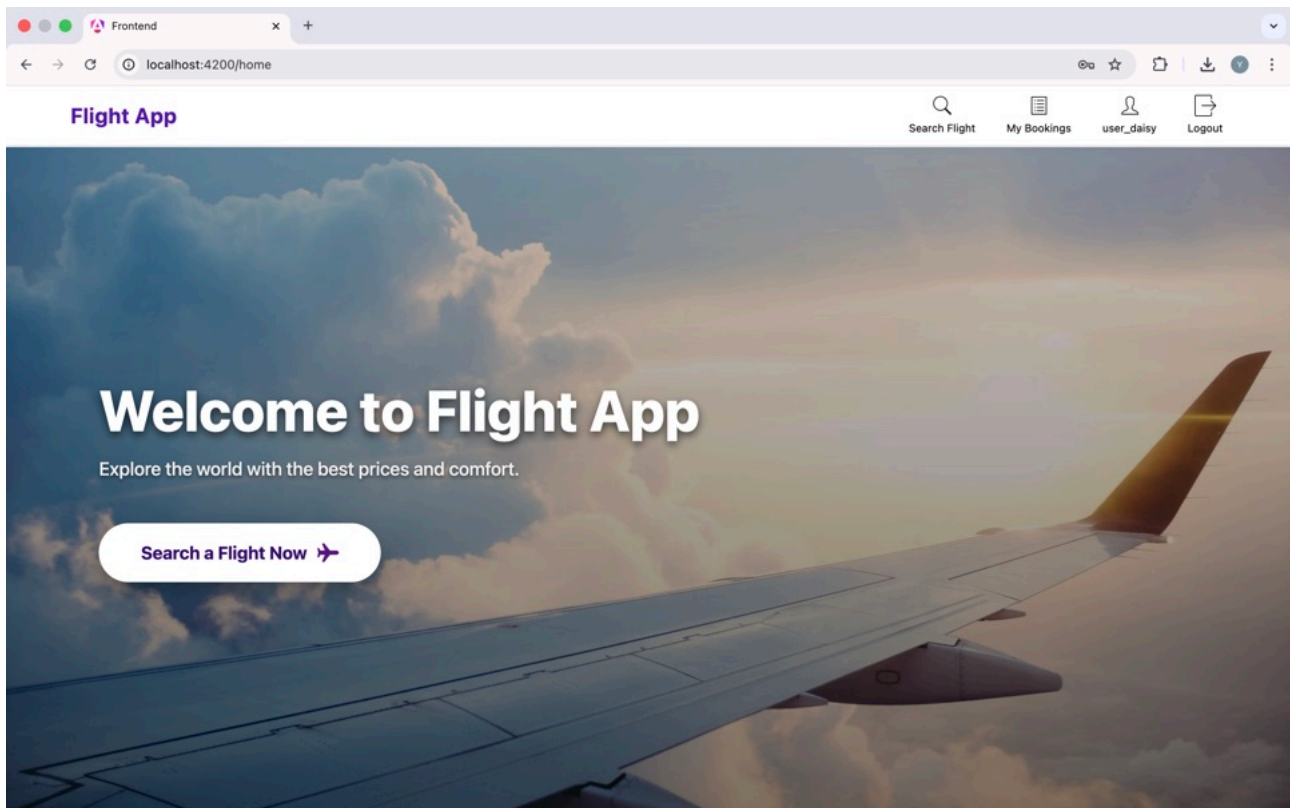 Frontend
localhost:4200/home
Y
Flight App
Search Flight
My Bookings
user_daisy
Logout
Welcome to Flight App
Explore the world with the best prices and comfort.
Search a Flight Now